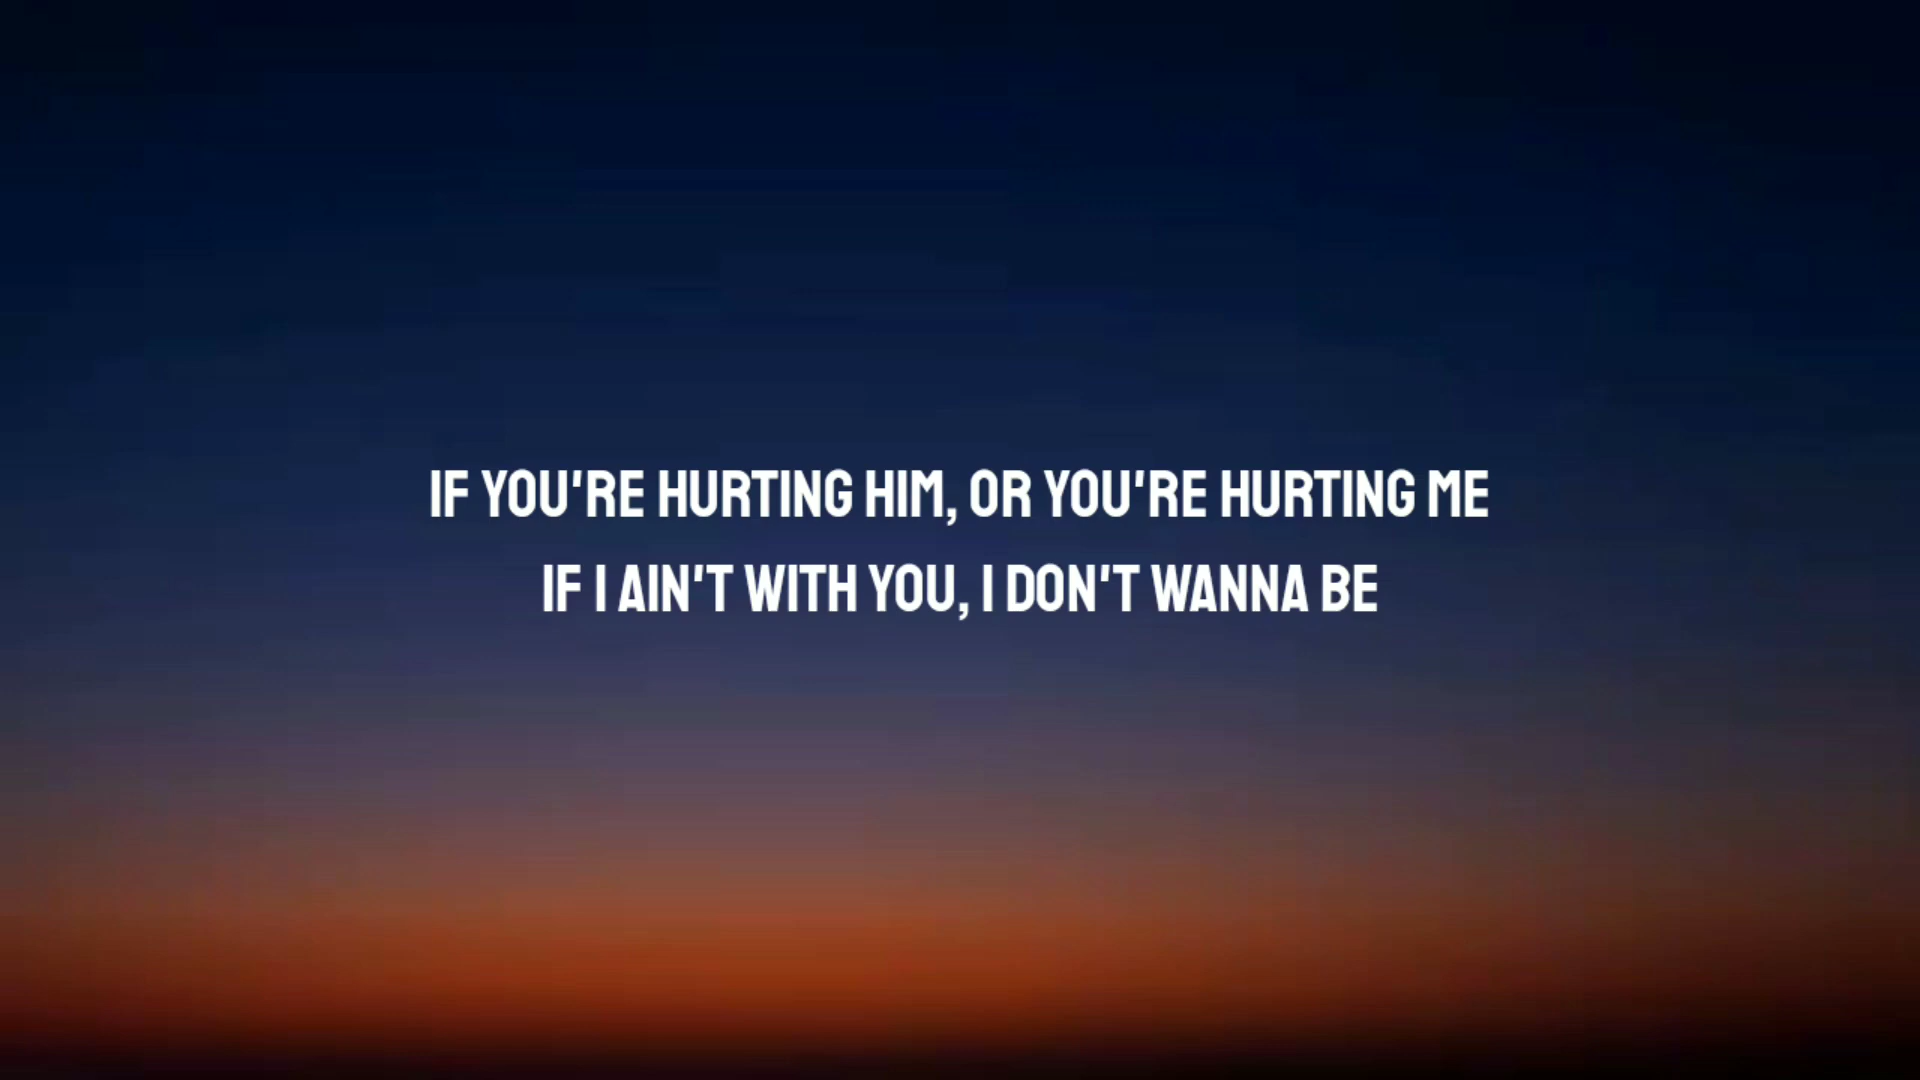 IF YOU'RE HURTING HIM, OR YOU'RE HURTING ME
IF I AIN'T WITH YOU, I DON'T WANNA BE